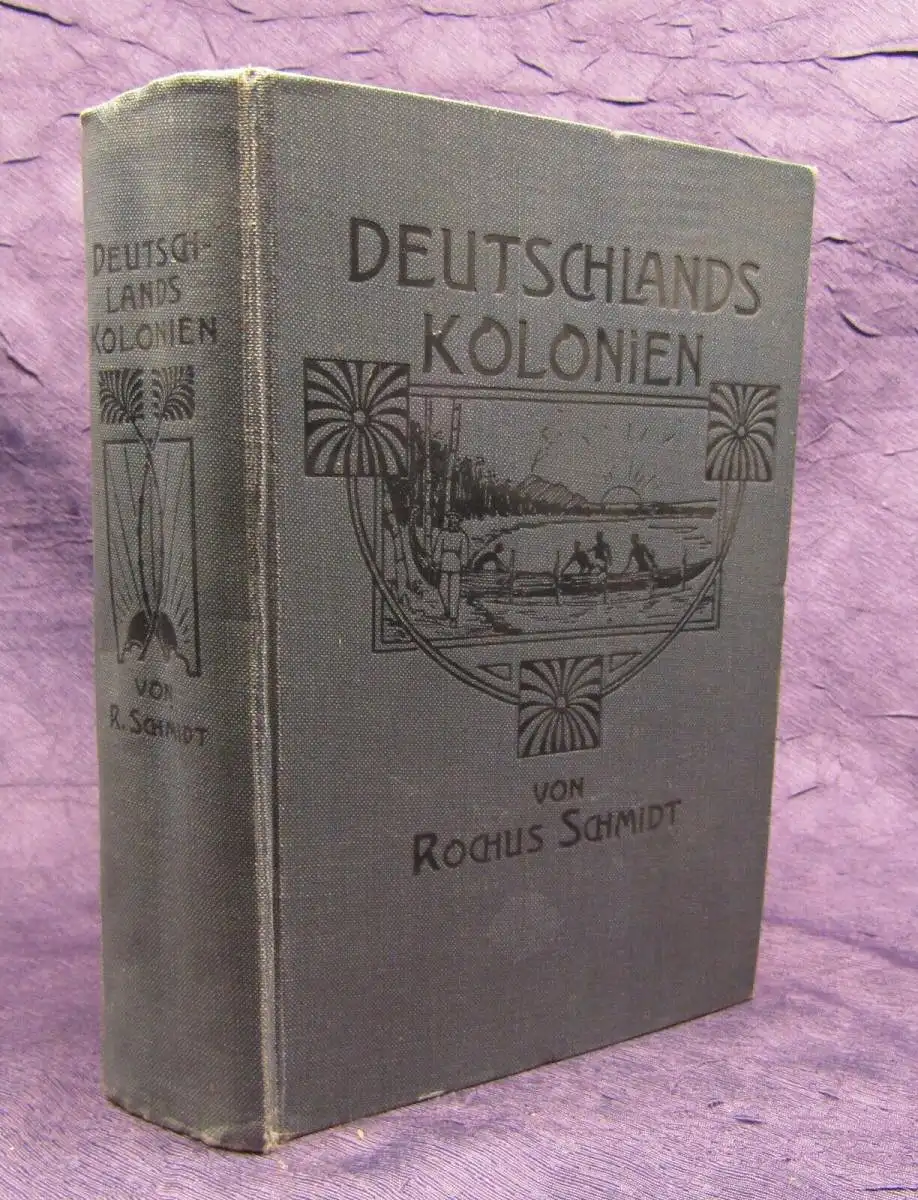 DEUTSCH-
LANDS
KOLONIEN
VON
R. SCHMIDT
DEUTSCHLANDS
KOLONiEN
VON
ROCHUS SCHMIDT